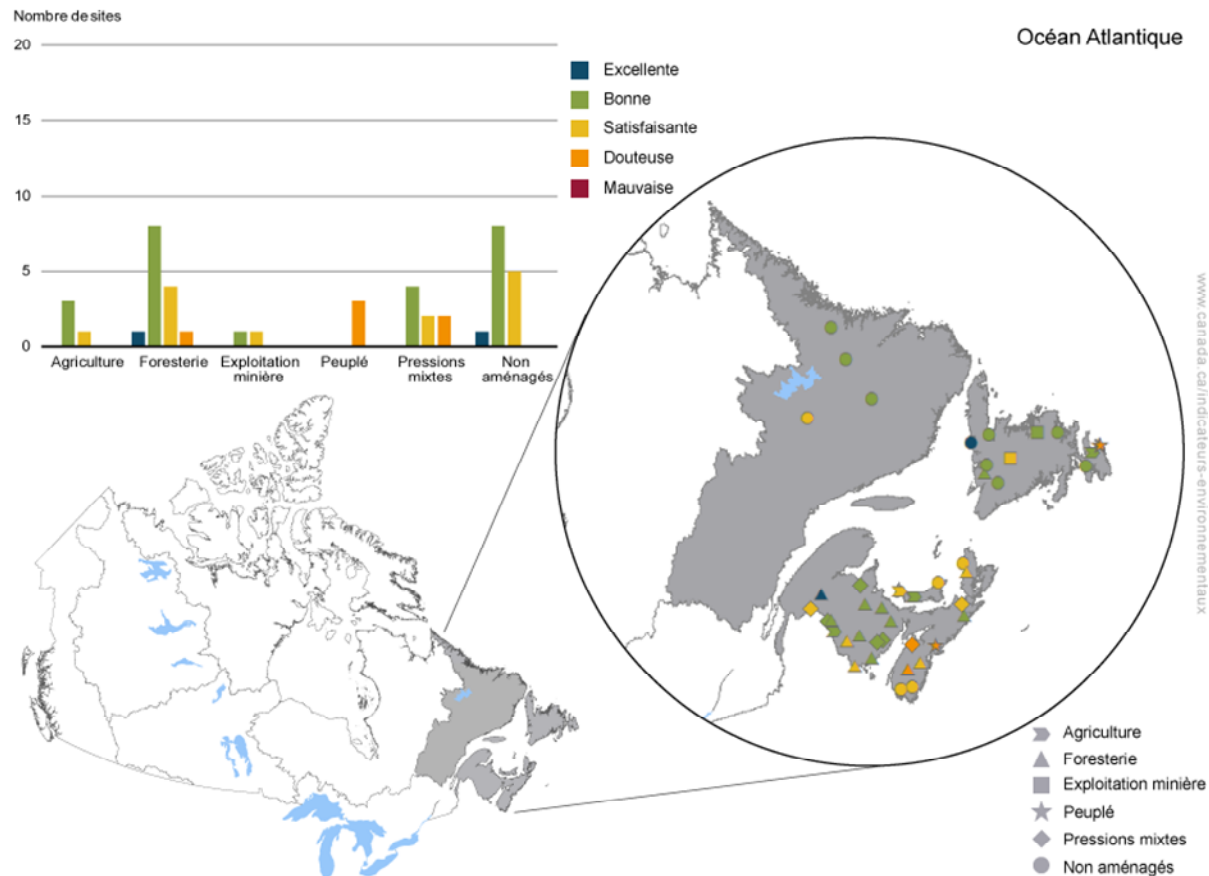 Nombre de sites
20
15
10
5
0
Agriculture
Foresterie
Exploitation
minière
Peuplé
Pressions
mixtes
Non
aménagés
Excellente
Bonne
Satisfaisante
Douteuse
Mauvaise
Océan Atlantique
www.canada.ca/indicateurs-environnementaux
Agriculture
Foresterie
Exploitation minière
Peuplé
Pressions mixtes
Non aménagés